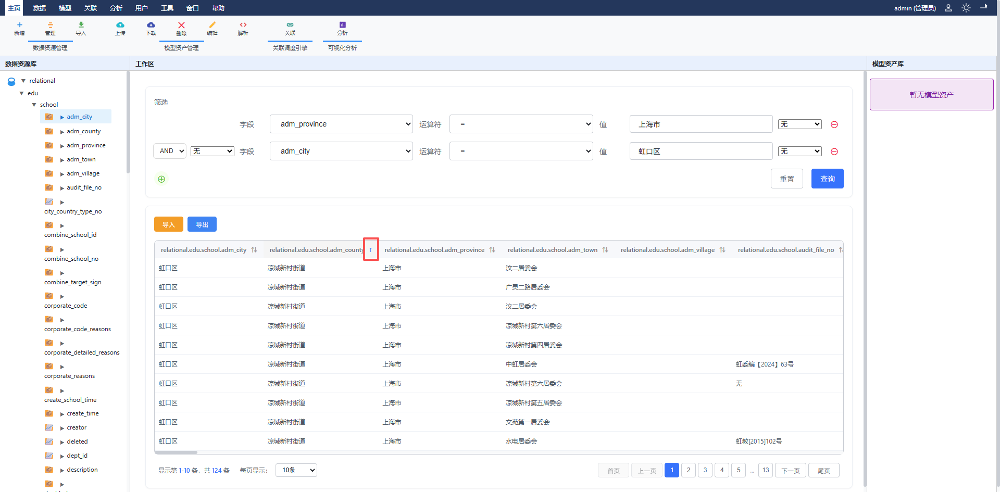 主页 数据 模型 关联 分析 用户 工具 窗口 帮助 admin (管理员)
新增 管理 导入 上传 下载 删除 编辑 解析 关联 分析
数据资源管理 模型资产管理 关联调度引擎 可视化分析
数据资源库
relational
edu
school
adm_city
adm_county
adm_province
adm_town
adm_village
audit_file_no
city_country_type_no
combine_school_id
combine_school_no
combine_target_sign
corporate_code
corporate_code_reasons
corporate_detailed_reasons
corporate_reasons
create_school_time
create_time
creator
deleted
dept_id
description
工作区
筛选
字段 adm_province 运算符 = 值 上海市 无
AND 无 字段 adm_city 运算符 = 值 虹口区 无
重置 查询
导入 导出
relational.edu.school.adm_city relational.edu.school.adm_county ↑ relational.edu.school.adm_province relational.edu.school.adm_town relational.edu.school.adm_village relational.edu.school.audit_file_no
虹口区 凉城新村街道 上海市 汶二居委会
虹口区 凉城新村街道 上海市 广灵二路居委会
虹口区 凉城新村街道 上海市 汶二居委会
虹口区 凉城新村街道 上海市 凉城新村第六居委会
虹口区 凉城新村街道 上海市 凉城新村第四居委会
虹口区 凉城新村街道 上海市 中虹居委会 虹委编【2024】63号
虹口区 凉城新村街道 上海市 凉城新村第六居委会 无
虹口区 凉城新村街道 上海市 凉城新村第五居委会
虹口区 凉城新村街道 上海市 文苑第一居委会
虹口区 凉城新村街道 上海市 水电居委会 虹教[2015]102号
显示第 1-10 条，共 124 条 每页显示： 10条 首页 上一页 1 2 3 4 5 ... 13 下一页 尾页
模型资产库
暂无模型资产